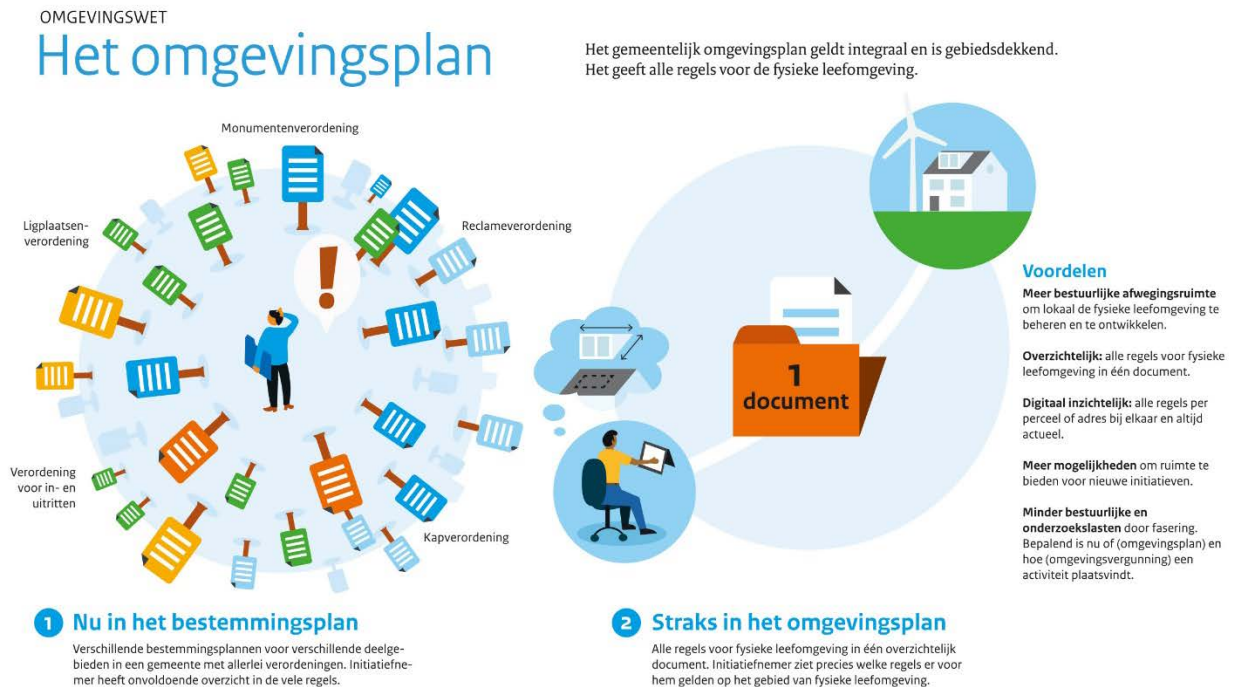 OMGEVINGSWET
Het omgevingsplan
Het gemeentelijk omgevingsplan geldt integraal en is gebiedsdekkend.
Het geeft alle regels voor de fysieke leefomgeving.
Monumentenverordening
Ligplaatsen-
verordening
Reclameverordening
Verordening
voor in- en
uitritten
Kapverordening
1 Nu in het bestemmingsplan
Verschillende bestemmingsplannen voor verschillende deelge-
bieden in een gemeente met allerlei verordeningen. Initiatiefne-
mer heeft onvoldoende overzicht in de vele regels.
1
document
2 Straks in het omgevingsplan
Alle regels voor fysieke leefomgeving in één overzichtelijk
document. Initiatiefnemer ziet precies welke regels er voor
hem gelden op het gebied van fysieke leefomgeving.
Voordelen
Meer bestuurlijke afwegingsruimte
om lokaal de fysieke leefomgeving te
beheren en te ontwikkelen.
Overzichtelijk: alle regels voor fysieke
leefomgeving in één document.
Digitaal inzichtelijk: alle regels per
perceel of adres bij elkaar en altijd
actueel.
Meer mogelijkheden om ruimte te
bieden voor nieuwe initiatieven.
Minder bestuurlijke en
onderzoekslasten door fasering.
Bepalend is nu of (omgevingsplan) en
hoe (omgevingsvergunning) een
activiteit plaatsvindt.